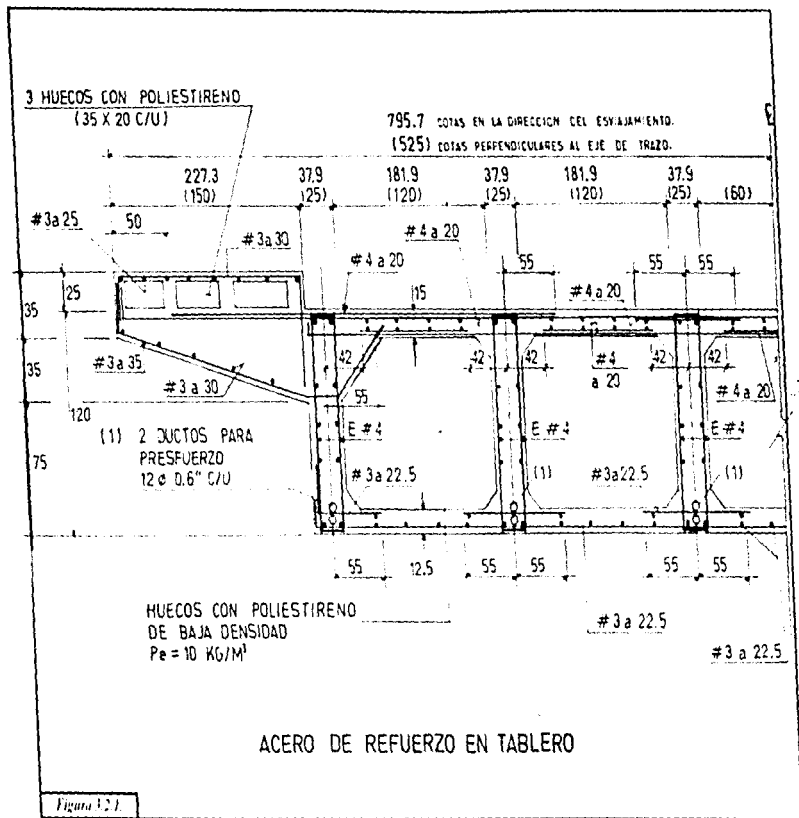 3 HUECOS CON POLIESTIRENO
(35 X 20 C/U)
795.7 COTAS EN LA DIRECCION DEL ESVIAJAMIENTO.
(525) COTAS PERPENDICULARES AL EJE DE TRAZO.
227.3 37.9 181.9 37.9 181.9 37.9
(150) (25) (120) (25) (120) (25) (60)
#3a25 50 #3a30 #4 a 20
#4 a 20 55 55 55
35 25 15 #4 a 20
35 #3 a 35 42 42 42 #4 a 20 42 42
#3 a 30 #4 a 20
120 55
(1) 2 DUCTOS PARA E #4 E #4 E #4
PRESFUERZO
12 Ø 0.6" C/U
75 #3a 22.5 (1) #3a22.5 (1)
55 12.5 55 55 55 55
HUECOS CON POLIESTIRENO
DE BAJA DENSIDAD
Pe = 10 KG/M³
#3 a 22.5
#3 a 22.5
ACERO DE REFUERZO EN TABLERO
Figura 3.2.1.